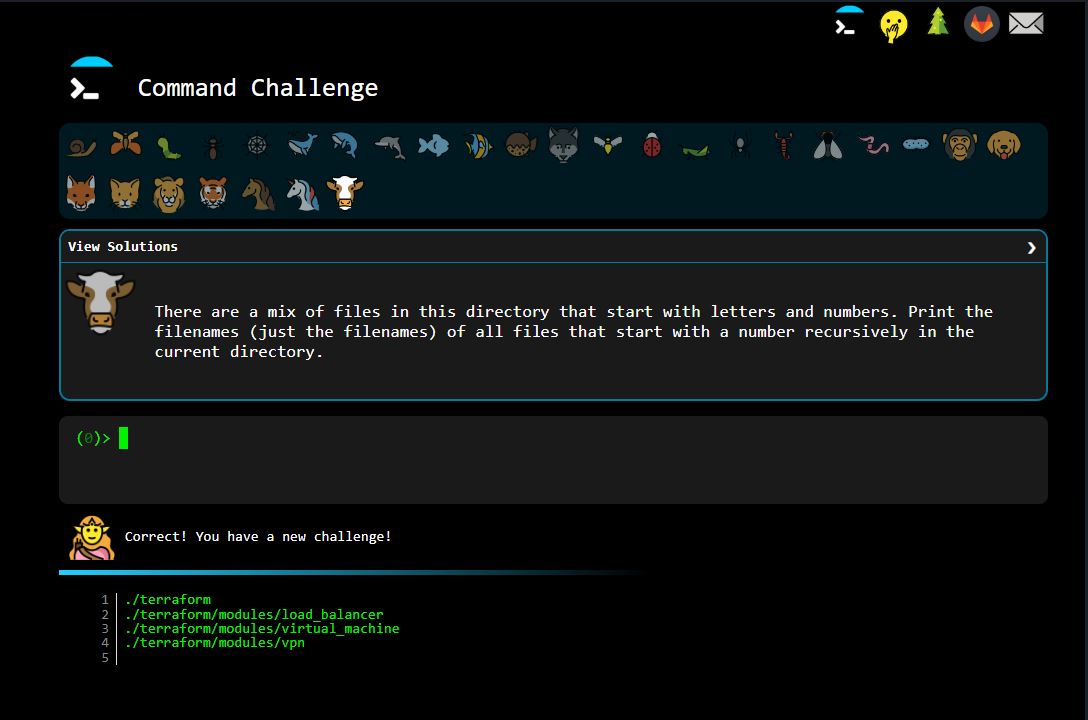 Command Challenge
View Solutions
There are a mix of files in this directory that start with letters and numbers. Print the
filenames (just the filenames) of all files that start with a number recursively in the
current directory.
(0)>
Correct! You have a new challenge!
1 ./terraform
2 ./terraform/modules/load_balancer
3 ./terraform/modules/virtual_machine
4 ./terraform/modules/vpn
5